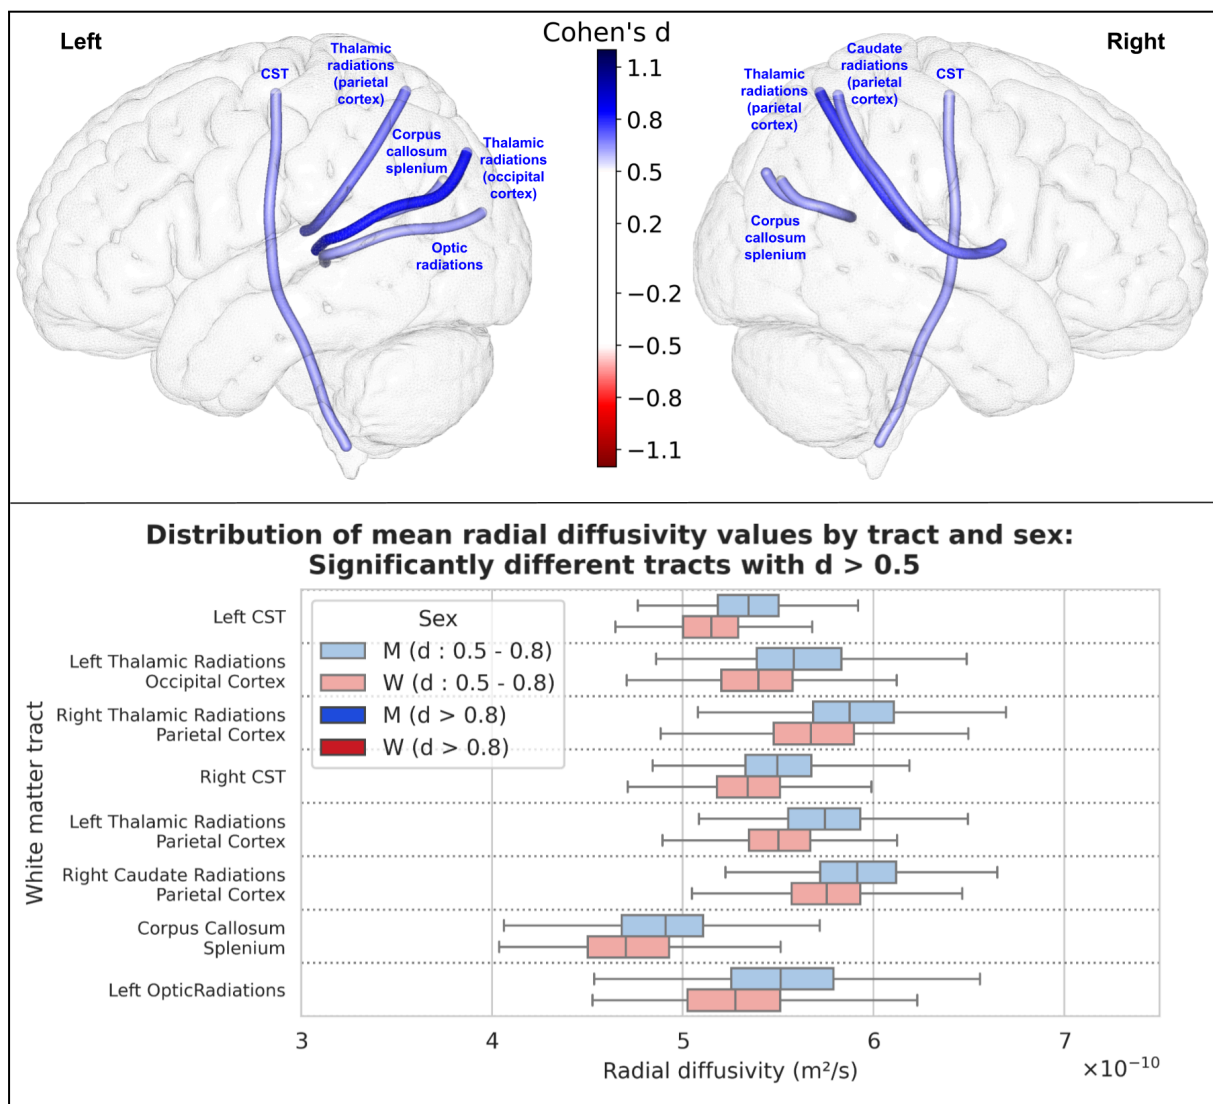 Left
Right
Cohen's d
CST
Thalamic
radiations
(parietal
cortex)
Corpus
callosum
splenium
Thalamic
radiations
(occipital
cortex)
Optic
radiations
1.1
0.8
0.5
0.2
−0.2
−0.5
−0.8
−1.1
Thalamic
radiations
(parietal
cortex)
Caudate
radiations
(parietal
cortex)
CST
Corpus
callosum
splenium
Distribution of mean radial diffusivity values by tract and sex:
Significantly different tracts with d > 0.5
White matter tract
Left CST
Left Thalamic Radiations
Occipital Cortex
Right Thalamic Radiations
Parietal Cortex
Right CST
Left Thalamic Radiations
Parietal Cortex
Right Caudate Radiations
Parietal Cortex
Corpus Callosum
Splenium
Left OpticRadiations
Sex
M (d : 0.5 - 0.8)
W (d : 0.5 - 0.8)
M (d > 0.8)
W (d > 0.8)
3 4 5 6 7
Radial diffusivity (m²/s)
×10⁻¹⁰